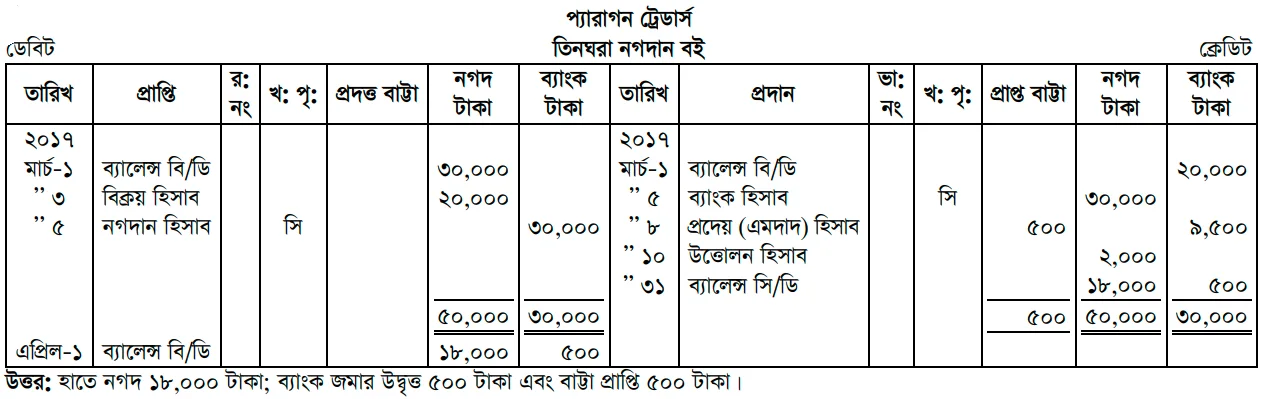 প্যারাগন ট্রেডার্স
ডেবিট তিনঘরা নগদান বই ক্রেডিট
তারিখ প্রাপ্তি র: নং খ: পৃ: প্রদত্ত বাট্টা নগদ টাকা ব্যাংক টাকা তারিখ প্রদান ভা: নং খ: পৃ: প্রাপ্ত বাট্টা নগদ টাকা ব্যাংক টাকা
২০১৭ ২০১৭
মার্চ-১ ব্যালেন্স বি/ডি ৩০,০০০ মার্চ-১ ব্যালেন্স বি/ডি ২০,০০০
” ৩ বিক্রয় হিসাব ২০,০০০ ” ৫ ব্যাংক হিসাব সি ৩০,০০০
” ৫ নগদান হিসাব সি ৩০,০০০ ” ৮ প্রদেয় (এমদাদ) হিসাব ৫০০ ৯,৫০০
” ১০ উত্তোলন হিসাব ২,০০০
” ৩১ ব্যালেন্স সি/ডি ১৮,০০০ ৫০০
৫০,০০০ ৩০,০০০ ৫০০ ৫০,০০০ ৩০,০০০
এপ্রিল-১ ব্যালেন্স বি/ডি ১৮,০০০ ৫০০
উত্তর: হাতে নগদ ১৮,০০০ টাকা; ব্যাংক জমার উদ্বৃত্ত ৫০০ টাকা এবং বাট্টা প্রাপ্তি ৫০০ টাকা।